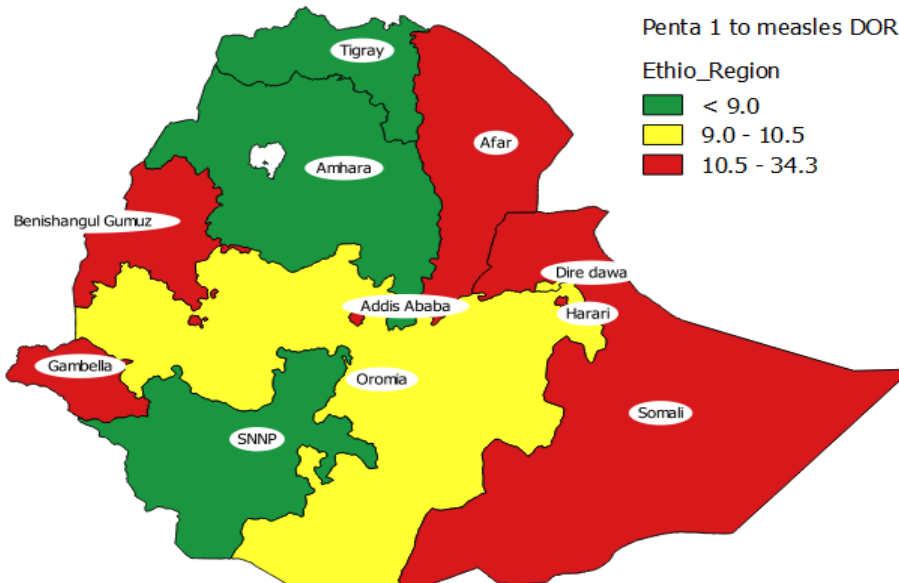 Penta 1 to measles DOR
Ethio_Region
< 9.0
9.0 - 10.5
10.5 - 34.3
Tigray
Afar
Amhara
Benishangul Gumuz
Dire dawa
Addis Ababa
Harari
Gambella
Oromia
Somali
SNNP